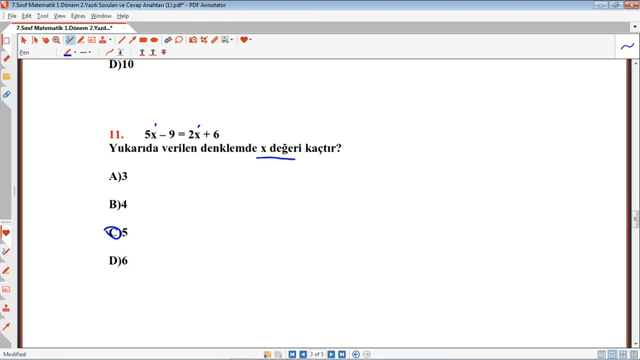 7.Sınıf Matematik 1.Dönem 2.Yazılı Soruları ve Cevap Anahtarı (1).pdf* - PDF Annotator
File Edit View Insert Tools Extras Window Help
7.Sınıf Matematik 1.Dönem 2.Yazıl...*
Pen
D)10
11. 5x – 9 = 2x + 6
Yukarıda verilen denklemde x değeri kaçtır?
A)3
B)4
C)5
D)6
Modified
3 of 5